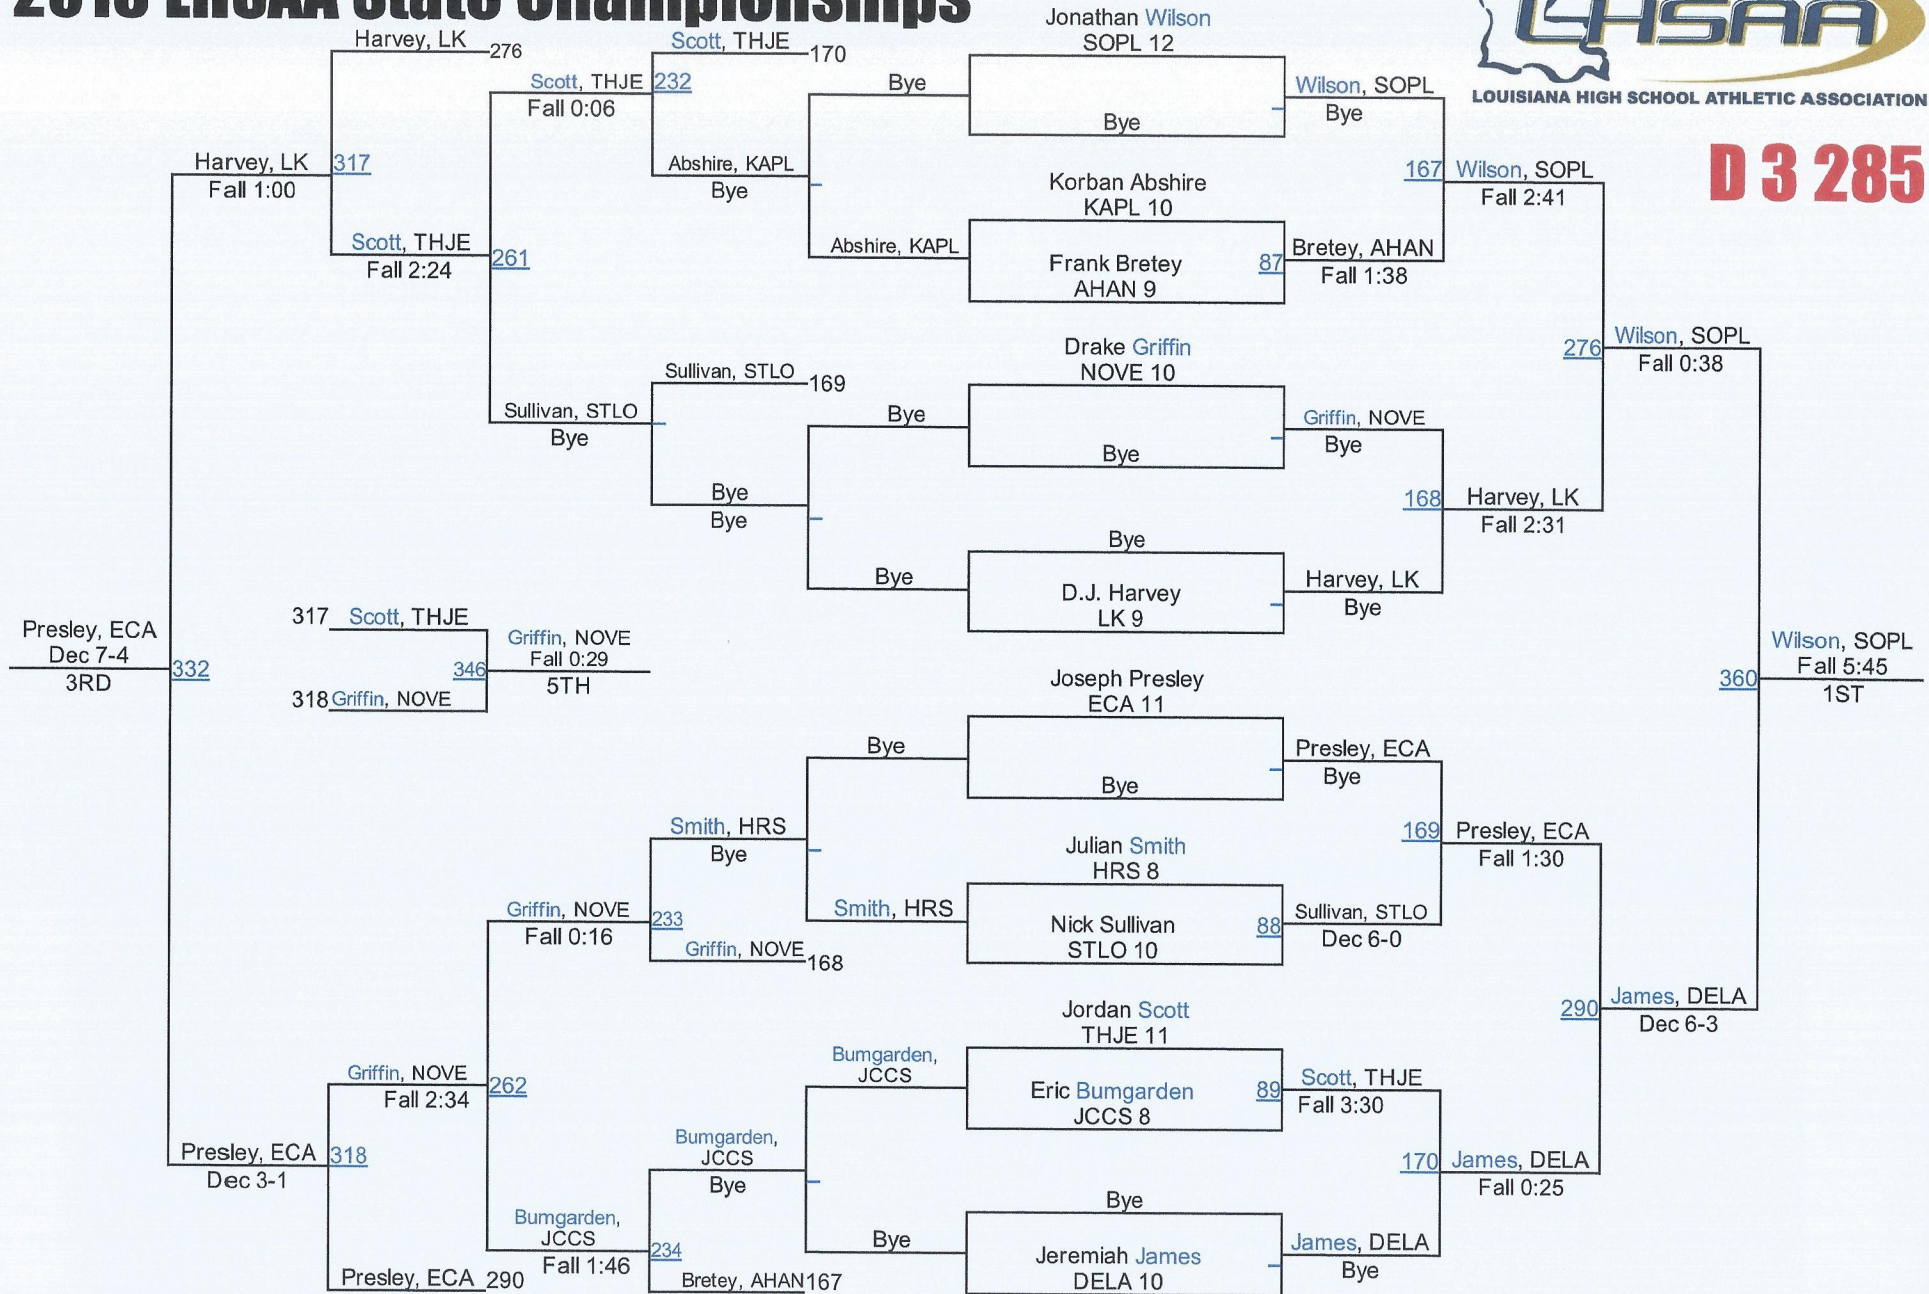 2018 LHSAA State Championships
LHSAA
LOUISIANA HIGH SCHOOL ATHLETIC ASSOCIATION
D 3 285
Harvey, LK
276
Scott, THJE
Fall 0:06
Scott, THJE
170
232
Abshire, KAPL
Bye
Harvey, LK
Fall 1:00
317
Scott, THJE
Fall 2:24
261
Bye
Abshire, KAPL
Sullivan, STLO
169
Sullivan, STLO
Bye
Bye
Bye
Bye
Bye
Presley, ECA
Dec 7-4
3RD
332
317 Scott, THJE
318 Griffin, NOVE
346
Griffin, NOVE
Fall 0:29
5TH
Bye
Smith, HRS
Bye
Smith, HRS
Griffin, NOVE
Fall 0:16
233
Griffin, NOVE
168
Griffin, NOVE
Fall 2:34
262
Presley, ECA
Dec 3-1
318
Presley, ECA
290
Bumgarden,
JCCS
Fall 1:46
234
Bumgarden,
JCCS
Bye
Bumgarden,
JCCS
Bye
Bretey, AHAN
167
Jonathan Wilson
SOPL 12
Bye
Wilson, SOPL
Bye
Korban Abshire
KAPL 10
Frank Bretey
AHAN 9
87
Bretey, AHAN
Fall 1:38
167
Wilson, SOPL
Fall 2:41
Drake Griffin
NOVE 10
Bye
Griffin, NOVE
Bye
Bye
D.J. Harvey
LK 9
Harvey, LK
Bye
168
Harvey, LK
Fall 2:31
276
Wilson, SOPL
Fall 0:38
Joseph Presley
ECA 11
Bye
Presley, ECA
Bye
Julian Smith
HRS 8
Nick Sullivan
STLO 10
88
Sullivan, STLO
Dec 6-0
169
Presley, ECA
Fall 1:30
Jordan Scott
THJE 11
Eric Bumgarden
JCCS 8
89
Scott, THJE
Fall 3:30
Bye
Jeremiah James
DELA 10
James, DELA
Bye
170
James, DELA
Fall 0:25
290
James, DELA
Dec 6-3
360
Wilson, SOPL
Fall 5:45
1ST